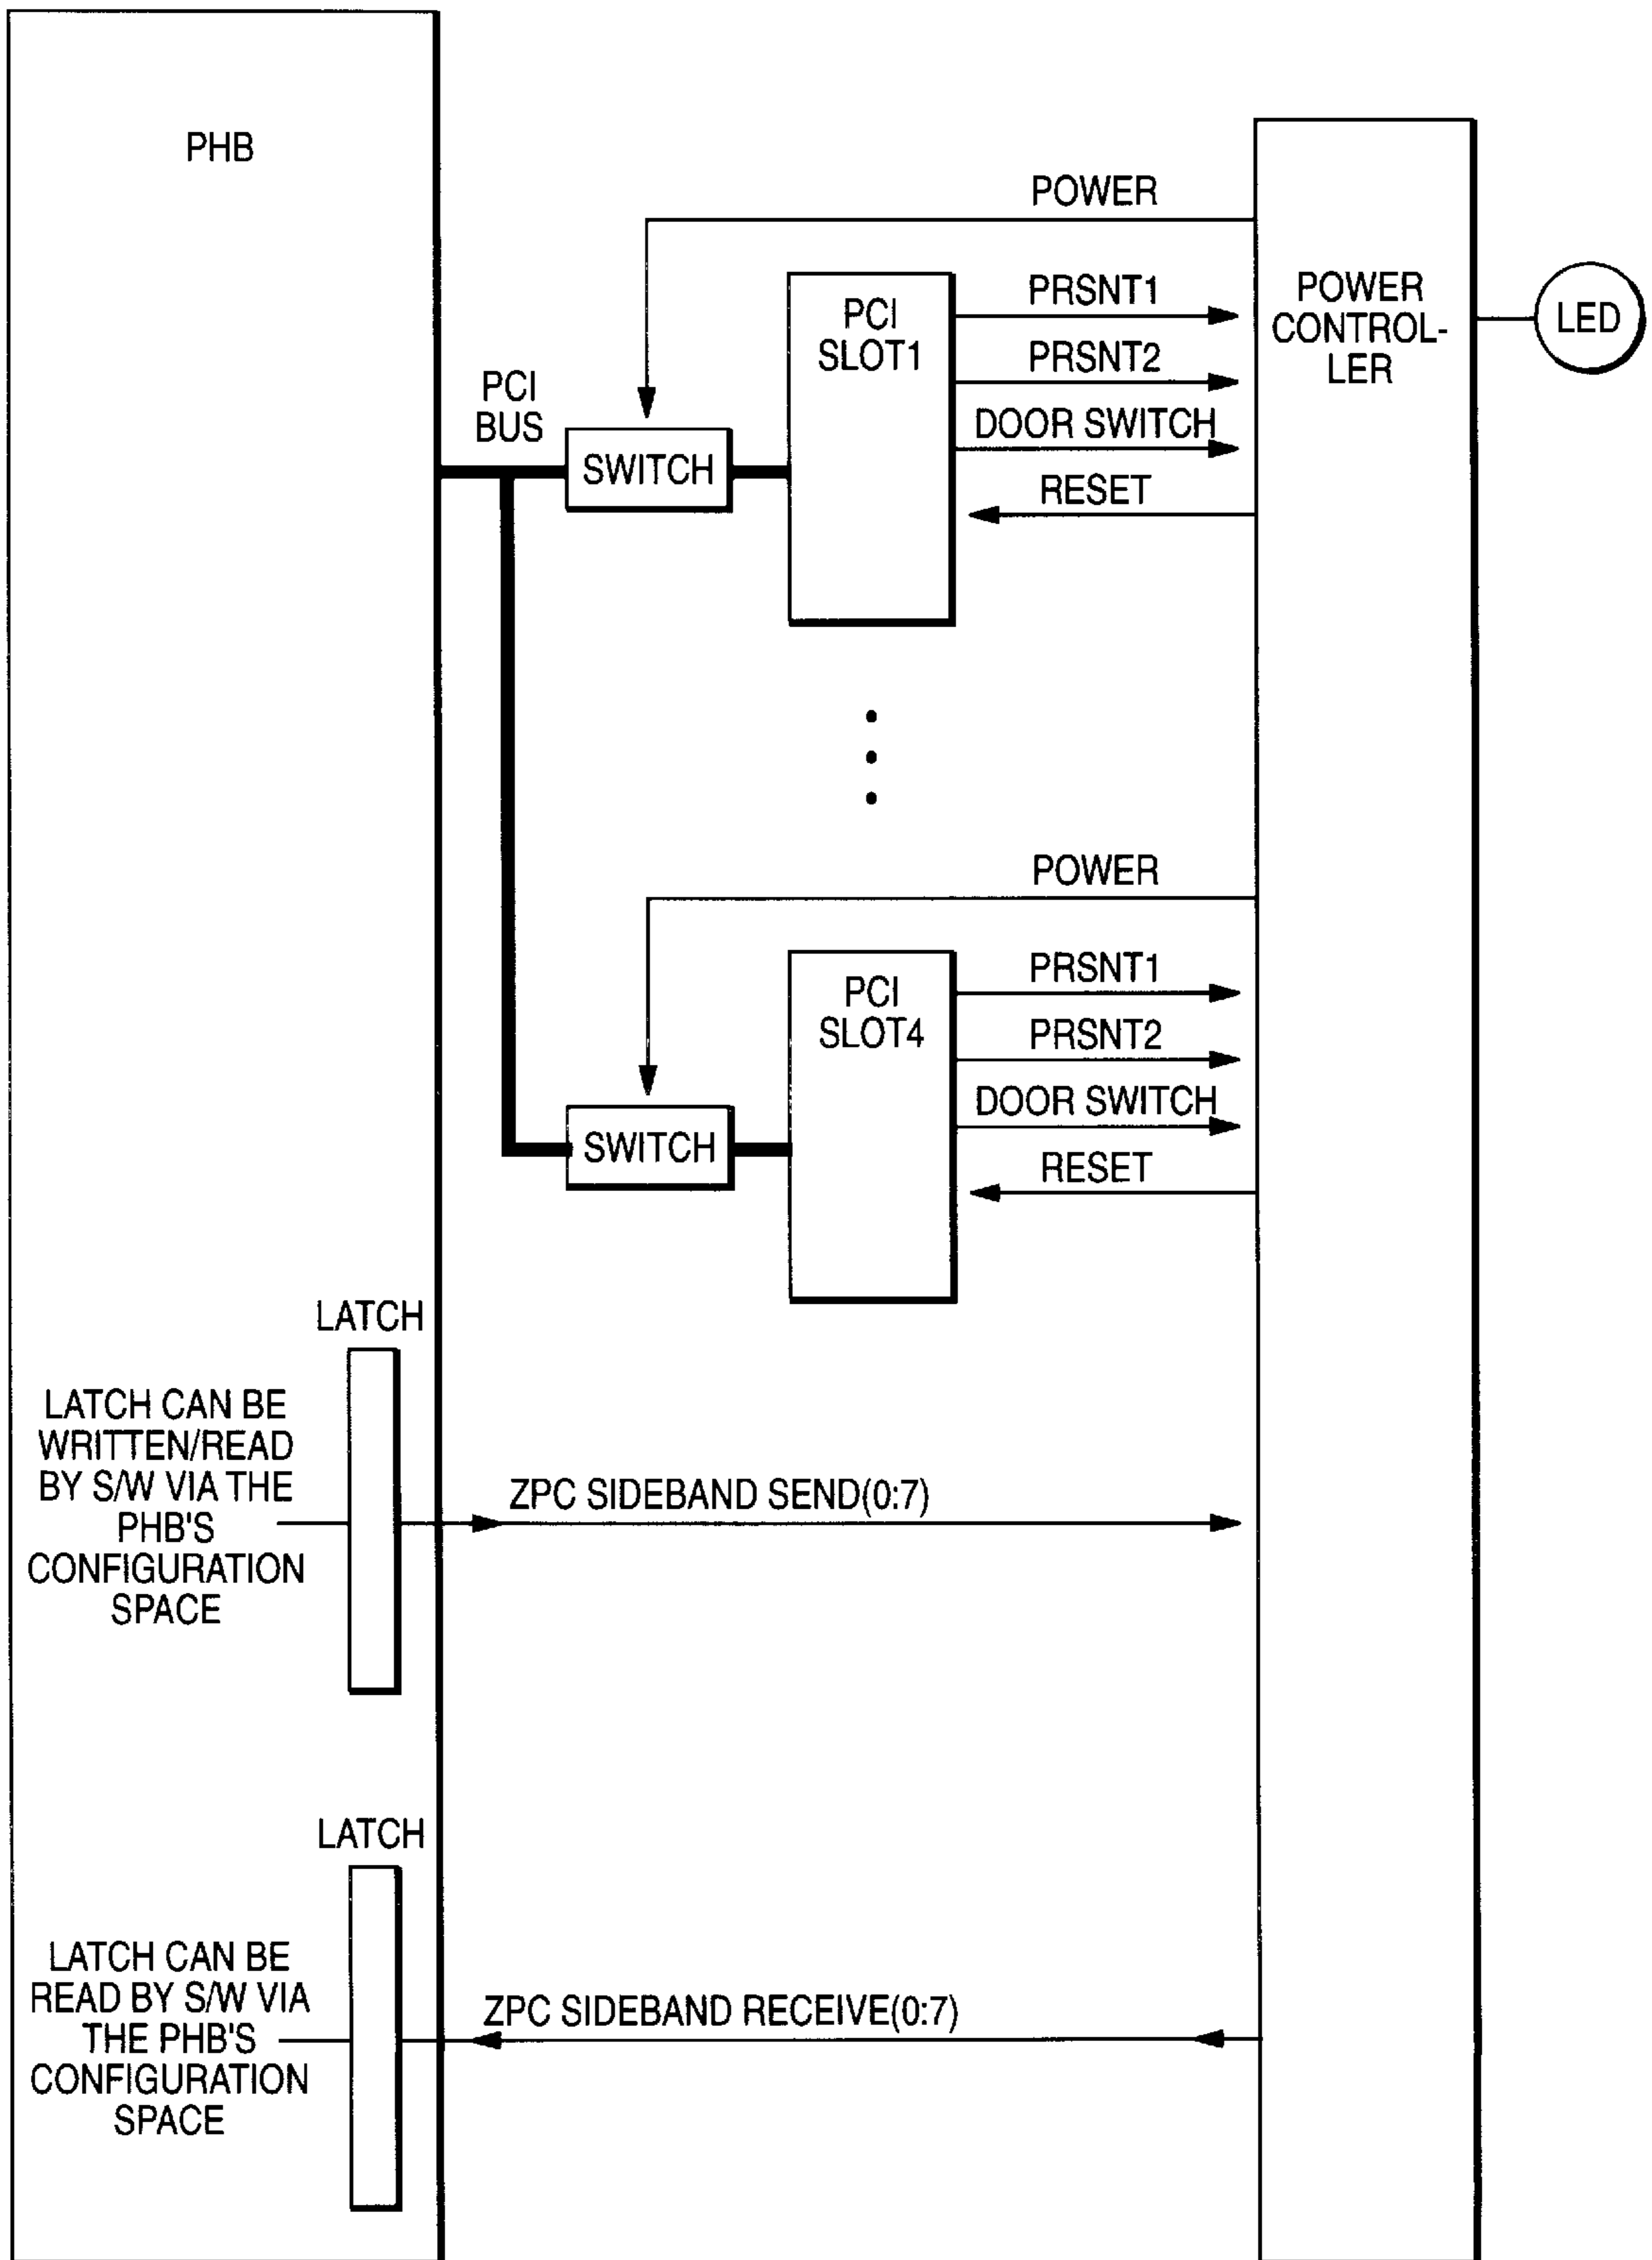 PHB
POWER
PCI
SLOT1
PRSNT1
PRSNT2
DOOR SWITCH
RESET
POWER
CONTROL-
LER
LED
PCI
BUS
SWITCH
POWER
PCI
SLOT4
PRSNT1
PRSNT2
DOOR SWITCH
RESET
SWITCH
LATCH
LATCH CAN BE
WRITTEN/READ
BY S/W VIA THE
PHB'S
CONFIGURATION
SPACE
ZPC SIDEBAND SEND(0:7)
LATCH
LATCH CAN BE
READ BY S/W VIA
THE PHB'S
CONFIGURATION
SPACE
ZPC SIDEBAND RECEIVE(0:7)